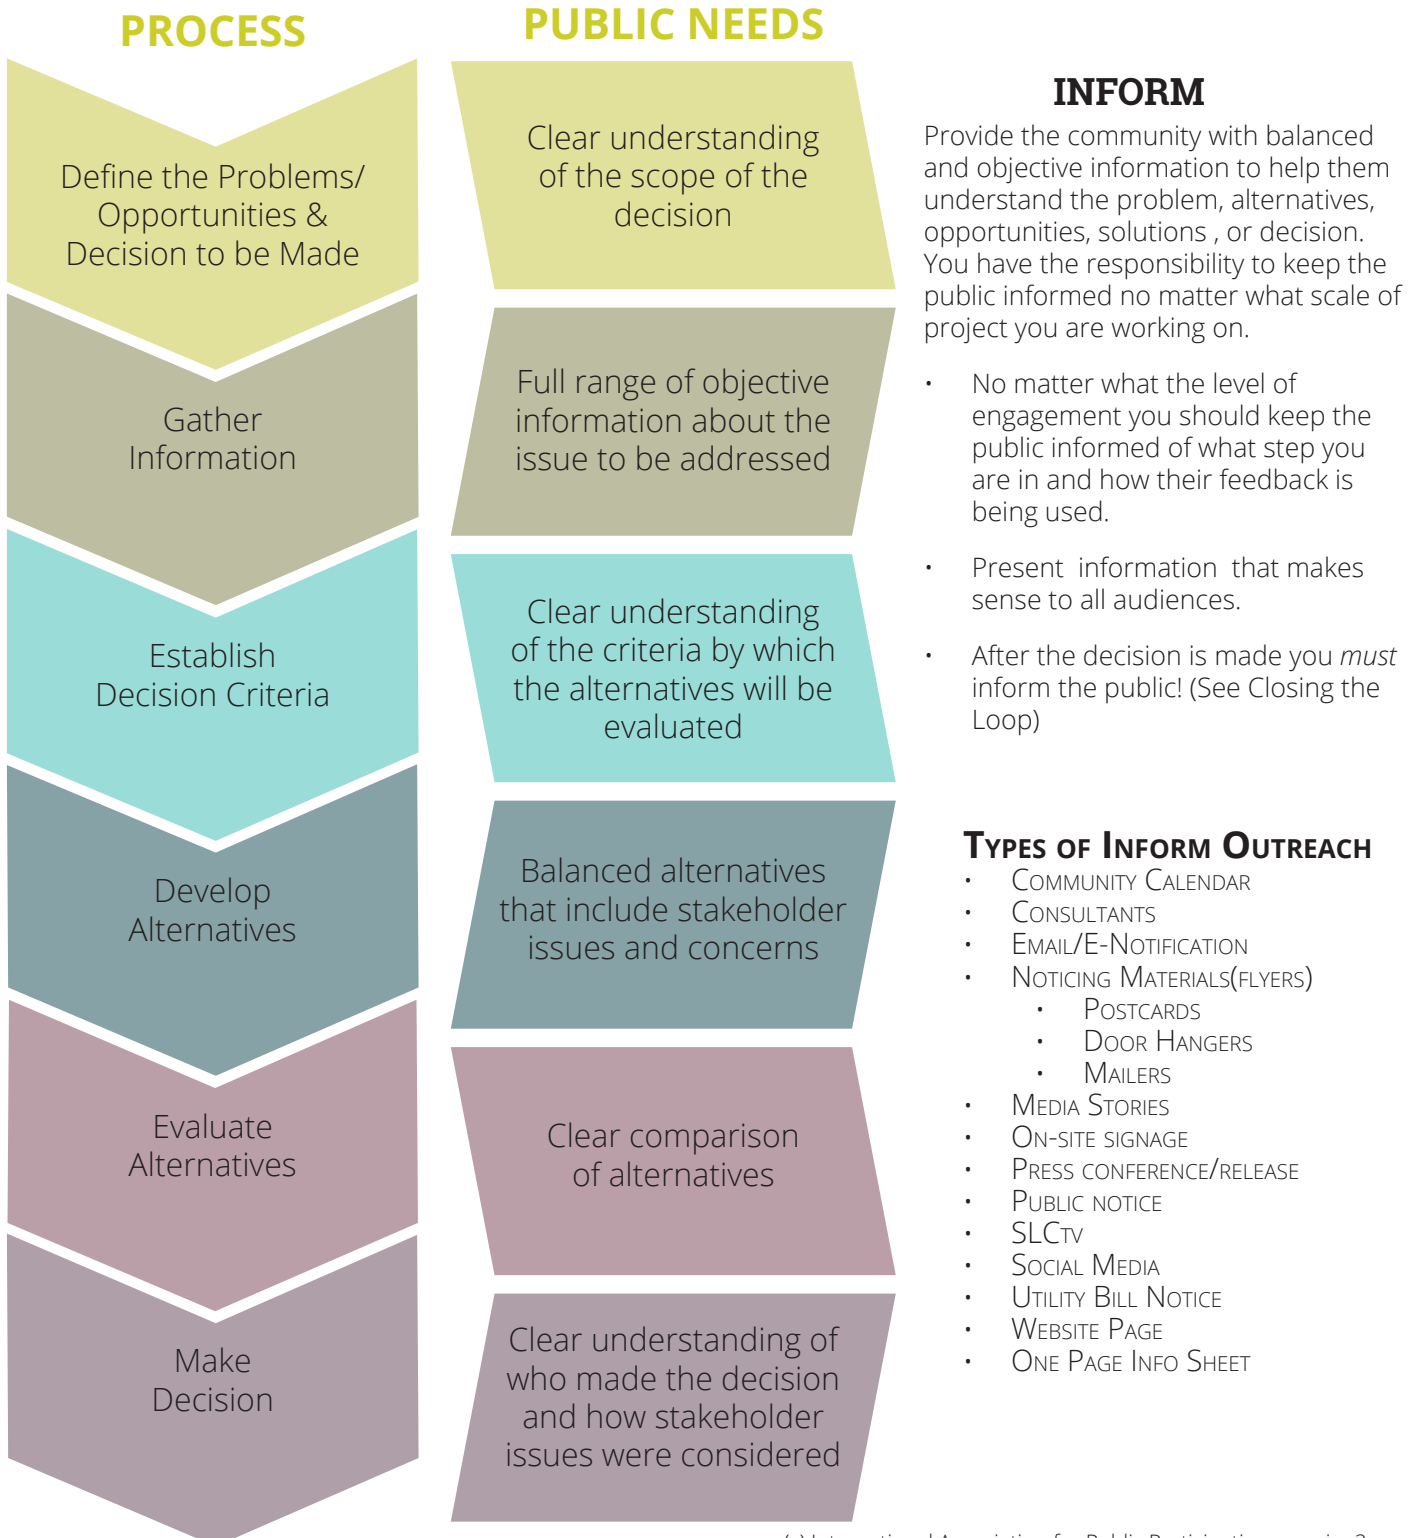 PROCESS
Define the Problems/
Opportunities &
Decision to be Made
Gather
Information
Establish
Decision Criteria
Develop
Alternatives
Evaluate
Alternatives
Make
Decision
PUBLIC NEEDS
Clear understanding
of the scope of the
decision
Full range of objective
information about the
issue to be addressed
Clear understanding
of the criteria by which
the alternatives will be
evaluated
Balanced alternatives
that include stakeholder
issues and concerns
Clear comparison
of alternatives
Clear understanding of
who made the decision
and how stakeholder
issues were considered
INFORM
Provide the community with balanced
and objective information to help them
understand the problem, alternatives,
opportunities, solutions , or decision.
You have the responsibility to keep the
public informed no matter what scale of
project you are working on.
• No matter what the level of
engagement you should keep the
public informed of what step you
are in and how their feedback is
being used.
• Present information that makes
sense to all audiences.
• After the decision is made you must
inform the public! (See Closing the
Loop)
Types of Inform Outreach
• Community Calendar
• Consultants
• Email/E-Notification
• Noticing Materials(flyers)
• Postcards
• Door Hangers
• Mailers
• Media Stories
• On-site signage
• Press conference/release
• Public notice
• SLCtv
• Social Media
• Utility Bill Notice
• Website Page
• One Page Info Sheet